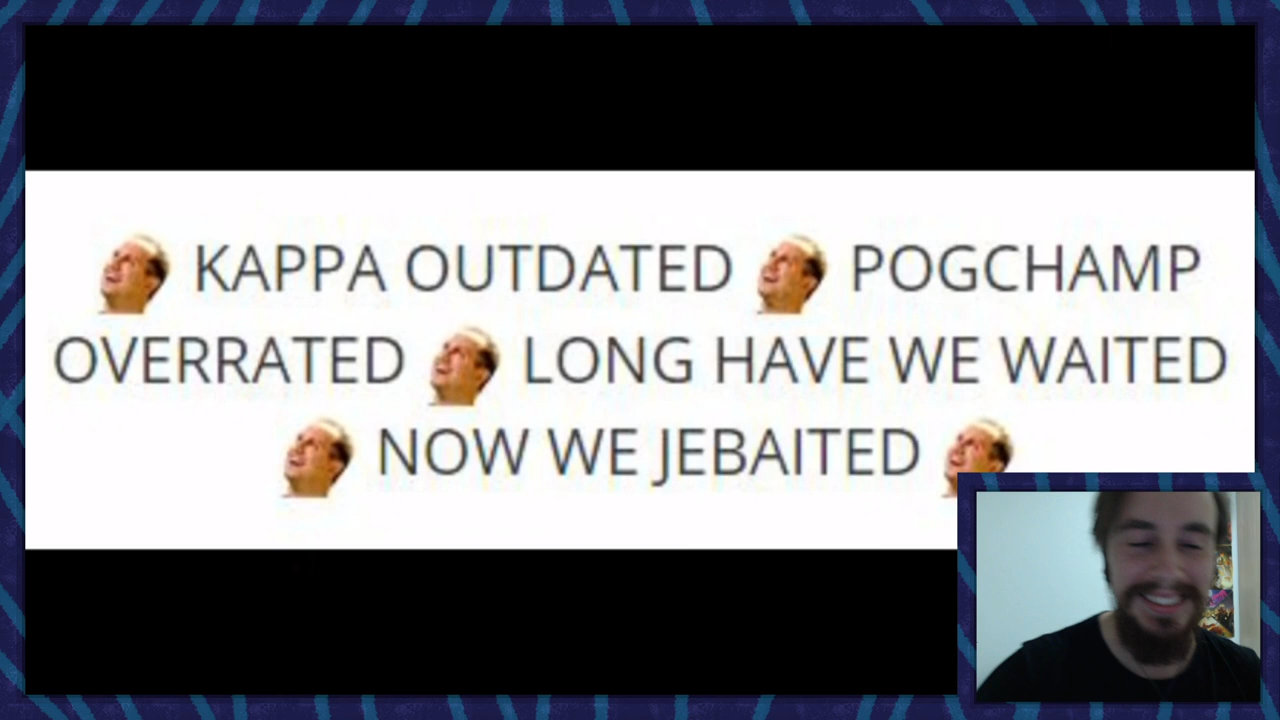 KAPPA OUTDATED POGCHAMP
OVERRATED LONG HAVE WE WAITED
NOW WE JEBAITED